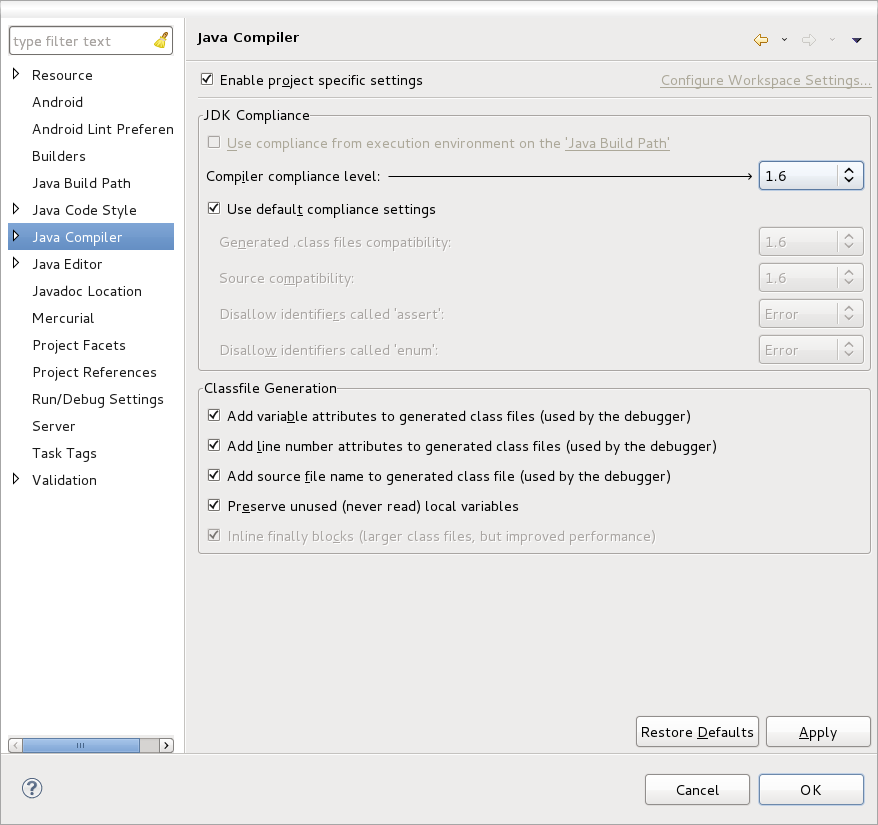 type filter text
Resource
Android
Android Lint Preferen
Builders
Java Build Path
Java Code Style
Java Compiler
Java Editor
Javadoc Location
Mercurial
Project Facets
Project References
Run/Debug Settings
Server
Task Tags
Validation
Java Compiler
Enable project specific settings
Configure Workspace Settings...
JDK Compliance
Use compliance from execution environment on the 'Java Build Path'
Compiler compliance level: 1.6
Use default compliance settings
Generated .class files compatibility: 1.6
Source compatibility: 1.6
Disallow identifiers called 'assert': Error
Disallow identifiers called 'enum': Error
Classfile Generation
Add variable attributes to generated class files (used by the debugger)
Add line number attributes to generated class files (used by the debugger)
Add source file name to generated class file (used by the debugger)
Preserve unused (never read) local variables
Inline finally blocks (larger class files, but improved performance)
Restore Defaults
Apply
?
Cancel
OK